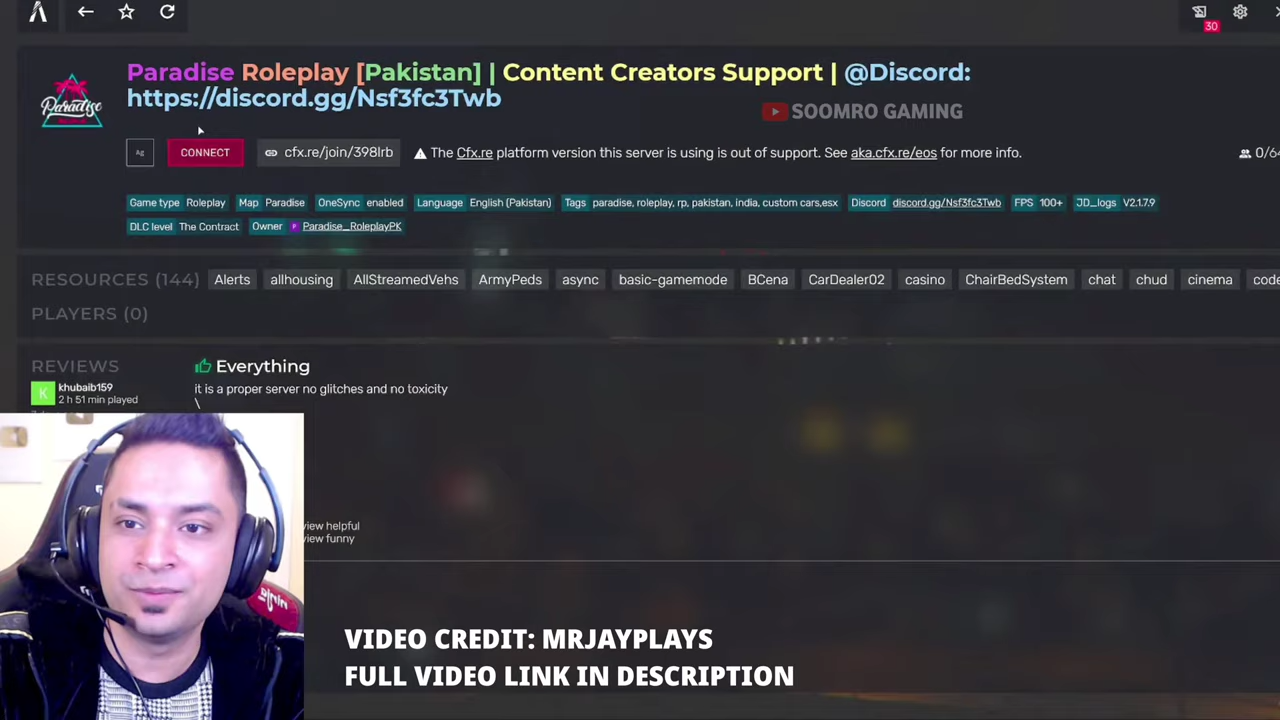 30
Paradise Roleplay [Pakistan] | Content Creators Support | @Discord:
https://discord.gg/Nsf3fc3Twb
Paradise
SOOMRO GAMING
Ag
CONNECT
cfx.re/join/398lrb
The Cfx.re platform version this server is using is out of support. See aka.cfx.re/eos for more info.
0/64
Game type Roleplay Map Paradise OneSync enabled Language English (Pakistan) Tags paradise, roleplay, rp, pakistan, india, custom cars,esx Discord discord.gg/Nsf3fc3Twb FPS 100+ JD_logs V2.1.7.9
DLC level The Contract Owner P Paradise_RoleplayPK
RESOURCES (144) Alerts allhousing AllStreamedVehs ArmyPeds async basic-gamemode BCena CarDealer02 casino ChairBedSystem chat chud cinema code
PLAYERS (0)
REVIEWS
Everything
K
khubaib159
2 h 51 min played
it is a proper server no glitches and no toxicity
\
view helpful
view funny
VIDEO CREDIT: MRJAYPLAYS
FULL VIDEO LINK IN DESCRIPTION